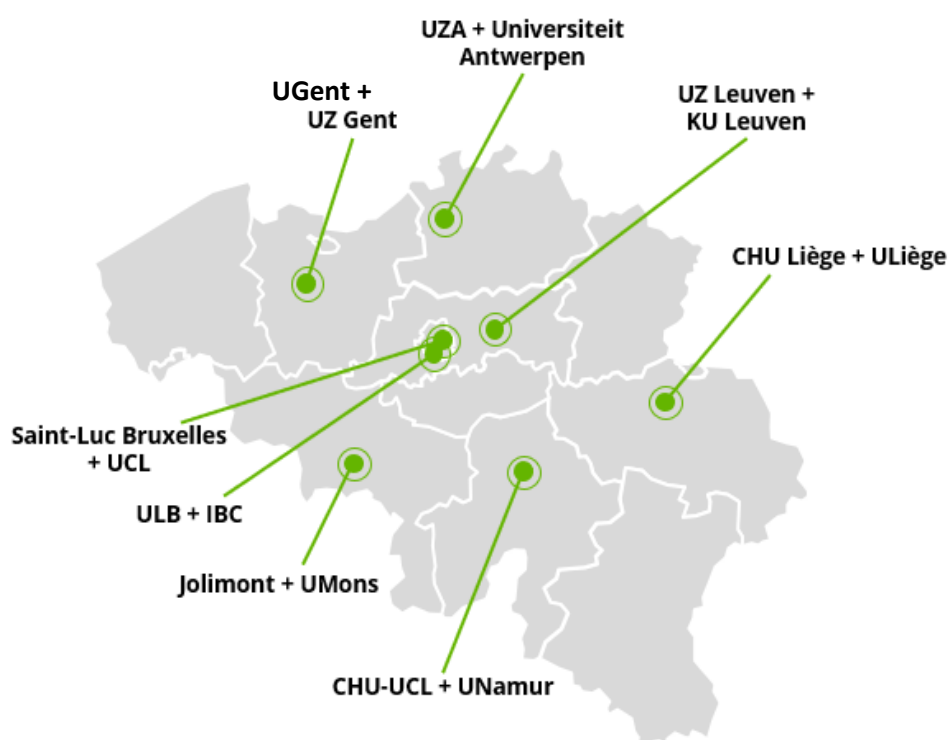 UZA + Universiteit
Antwerpen
UGent +
UZ Gent
UZ Leuven +
KU Leuven
CHU Liège + ULiège
Saint-Luc Bruxelles
+ UCL
ULB + IBC
Jolimont + UMons
CHU-UCL + UNamur